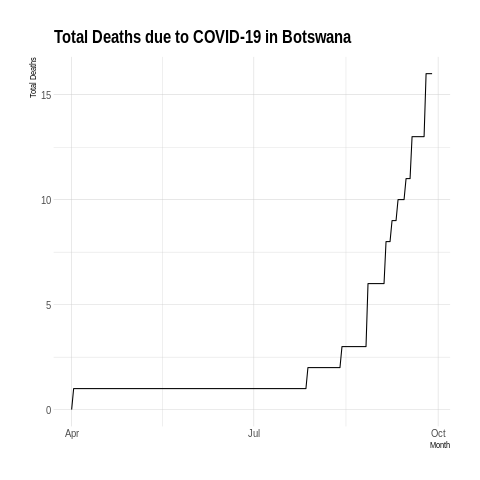 Total Deaths due to COVID-19 in Botswana
Total Deaths
15
10
5
0
Apr Jul Oct
Month